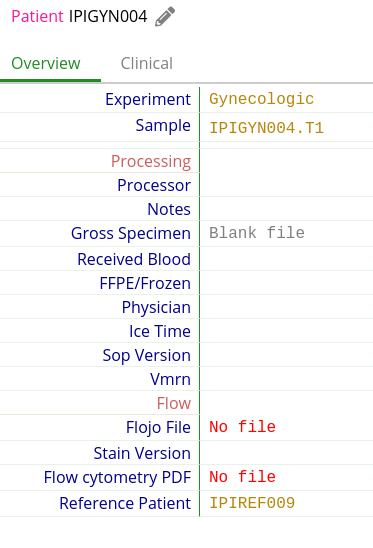 Patient IPIGYN004
Overview Clinical
Experiment Gynecologic
Sample IPIGYN004.T1
Processing
Processor
Notes
Gross Specimen Blank file
Received Blood
FFPE/Frozen
Physician
Ice Time
Sop Version
Vmrn
Flow
Flojo File No file
Stain Version
Flow cytometry PDF No file
Reference Patient IPIREF009